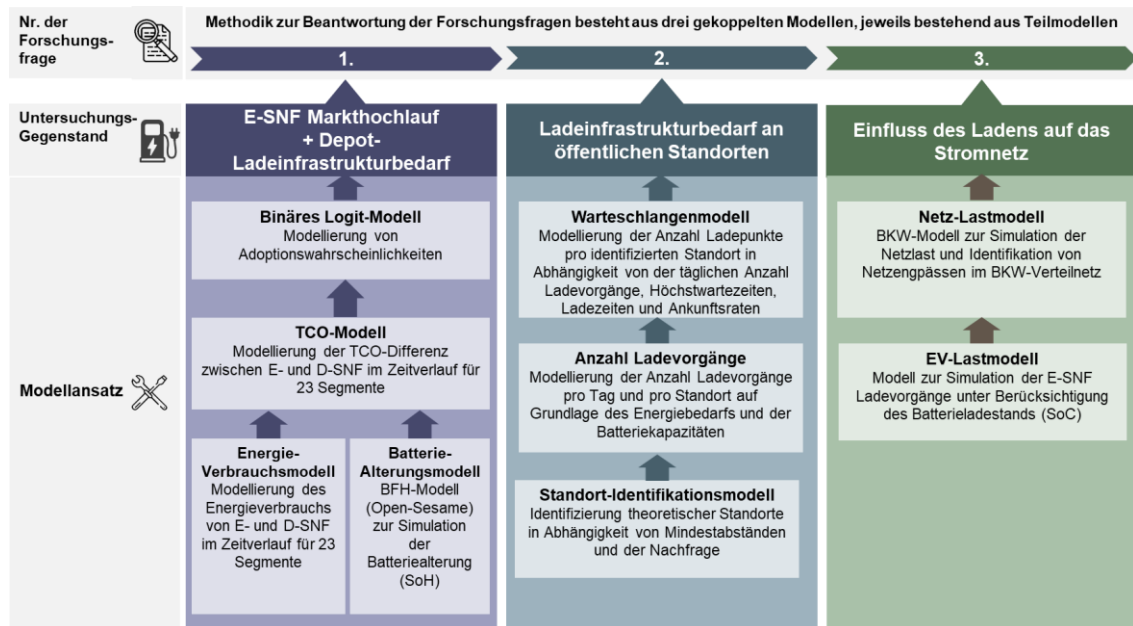 Nr. der
Forschungs-
frage
Methodik zur Beantwortung der Forschungsfragen besteht aus drei gekoppelten Modellen, jeweils bestehend aus Teilmodellen
1.
2.
3.
Untersuchungs-
Gegenstand
E-SNF Markthochlauf
+ Depot-
Ladeinfrastrukturbedarf
Ladeinfrastrukturbedarf an
öffentlichen Standorten
Einfluss des Ladens auf das
Stromnetz
Modellansatz
Binäres Logit-Modell
Modellierung von
Adoptionswahrscheinlichkeiten
TCO-Modell
Modellierung der TCO-Differenz
zwischen E- und D-SNF im Zeitverlauf für
23 Segmente
Energie-
Verbrauchsmodell
Modellierung des
Energieverbrauchs
von E- und D-SNF
im Zeitverlauf für 23
Segmente
Batterie-
Alterungsmodell
BFH-Modell
(Open-Sesame)
zur Simulation
der
Batteriealterung
(SoH)
Warteschlangenmodell
Modellierung der Anzahl Ladepunkte
pro identifizierten Standort in
Abhängigkeit von der täglichen Anzahl
Ladevorgänge, Höchstwartezeiten,
Ladezeiten und Ankunftsraten
Anzahl Ladevorgänge
Modellierung der Anzahl Ladevorgänge
pro Tag und pro Standort auf
Grundlage des Energiebedarfs und der
Batteriekapazitäten
Standort-Identifikationsmodell
Identifizierung theoretischer Standorte
in Abhängigkeit von Mindestabständen
und der Nachfrage
Netz-Lastmodell
BKW-Modell zur Simulation der
Netzlast und Identifikation von
Netzengpässen im BKW-Verteilnetz
EV-Lastmodell
Modell zur Simulation der E-SNF
Ladevorgänge unter Berücksichtigung
des Batterieladestands (SoC)